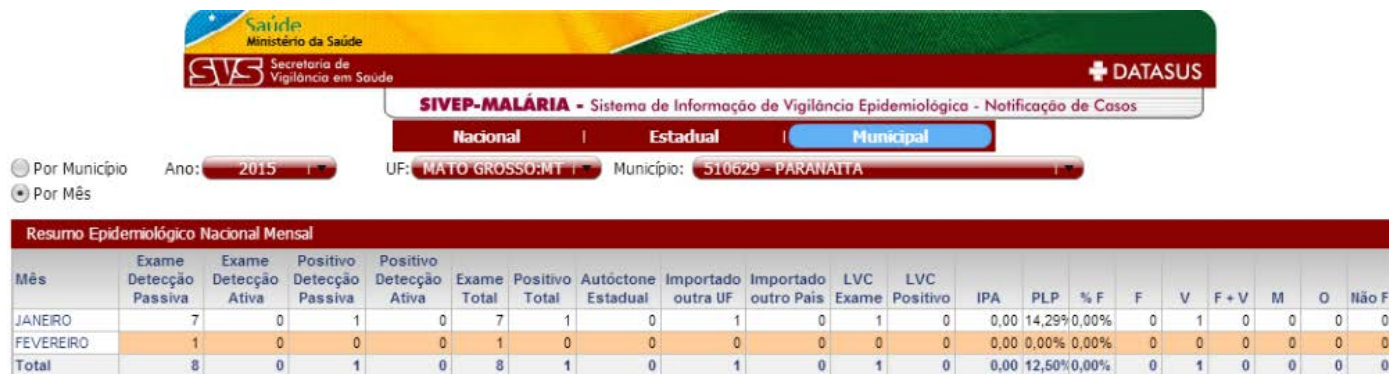 Saúde
Ministério da Saúde
SVS Secretaria de Vigilância em Saúde
DATASUS
SIVEP-MALÁRIA - Sistema de Informação de Vigilância Epidemiológica - Notificação de Casos
Nacional | Estadual | Municipal
Por Município Ano: 2015 UF: MATO GROSSO:MT Município: 510629 - PARANAITA
Por Mês
Resumo Epidemiológico Nacional Mensal
Mês Exame Detecção Passiva Exame Detecção Ativa Positivo Detecção Passiva Positivo Detecção Ativa Exame Total Positivo Total Autóctone Estadual Importado outra UF Importado outro País LVC Exame LVC Positivo IPA PLP % F F V F + V M O Não F
JANEIRO 7 0 1 0 7 1 0 1 0 1 0 0,00 14,29% 0,00% 0 1 0 0 0 0
FEVEREIRO 1 0 0 0 1 0 0 0 0 0 0 0,00 0,00% 0,00% 0 0 0 0 0 0
Total 8 0 1 0 8 1 0 1 0 1 0 0,00 12,50% 0,00% 0 1 0 0 0 0